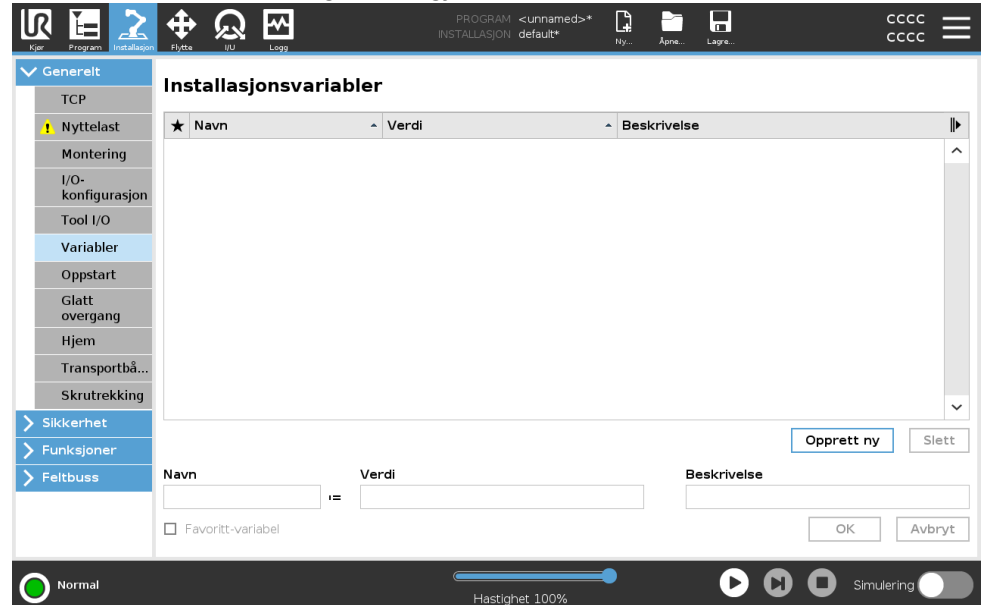 PROGRAM <unnamed>*
INSTALLASJON default*
CCCC
CCCC
Kjør Program Installasjon Flytte I/U Logg Ny... Åpne... Lagre...
Generelt
TCP
Nyttelast
Montering
I/O-
konfigurasjon
Tool I/O
Variabler
Oppstart
Glatt
overgang
Hjem
Transportbå...
Skrutrekking
Sikkerhet
Funksjoner
Feltbuss
Installasjonsvariabler
Navn Verdi Beskrivelse
Opprett ny Slett
Navn Verdi Beskrivelse
:=
Favoritt-variabel OK Avbryt
Normal
Hastighet 100%
Simulering